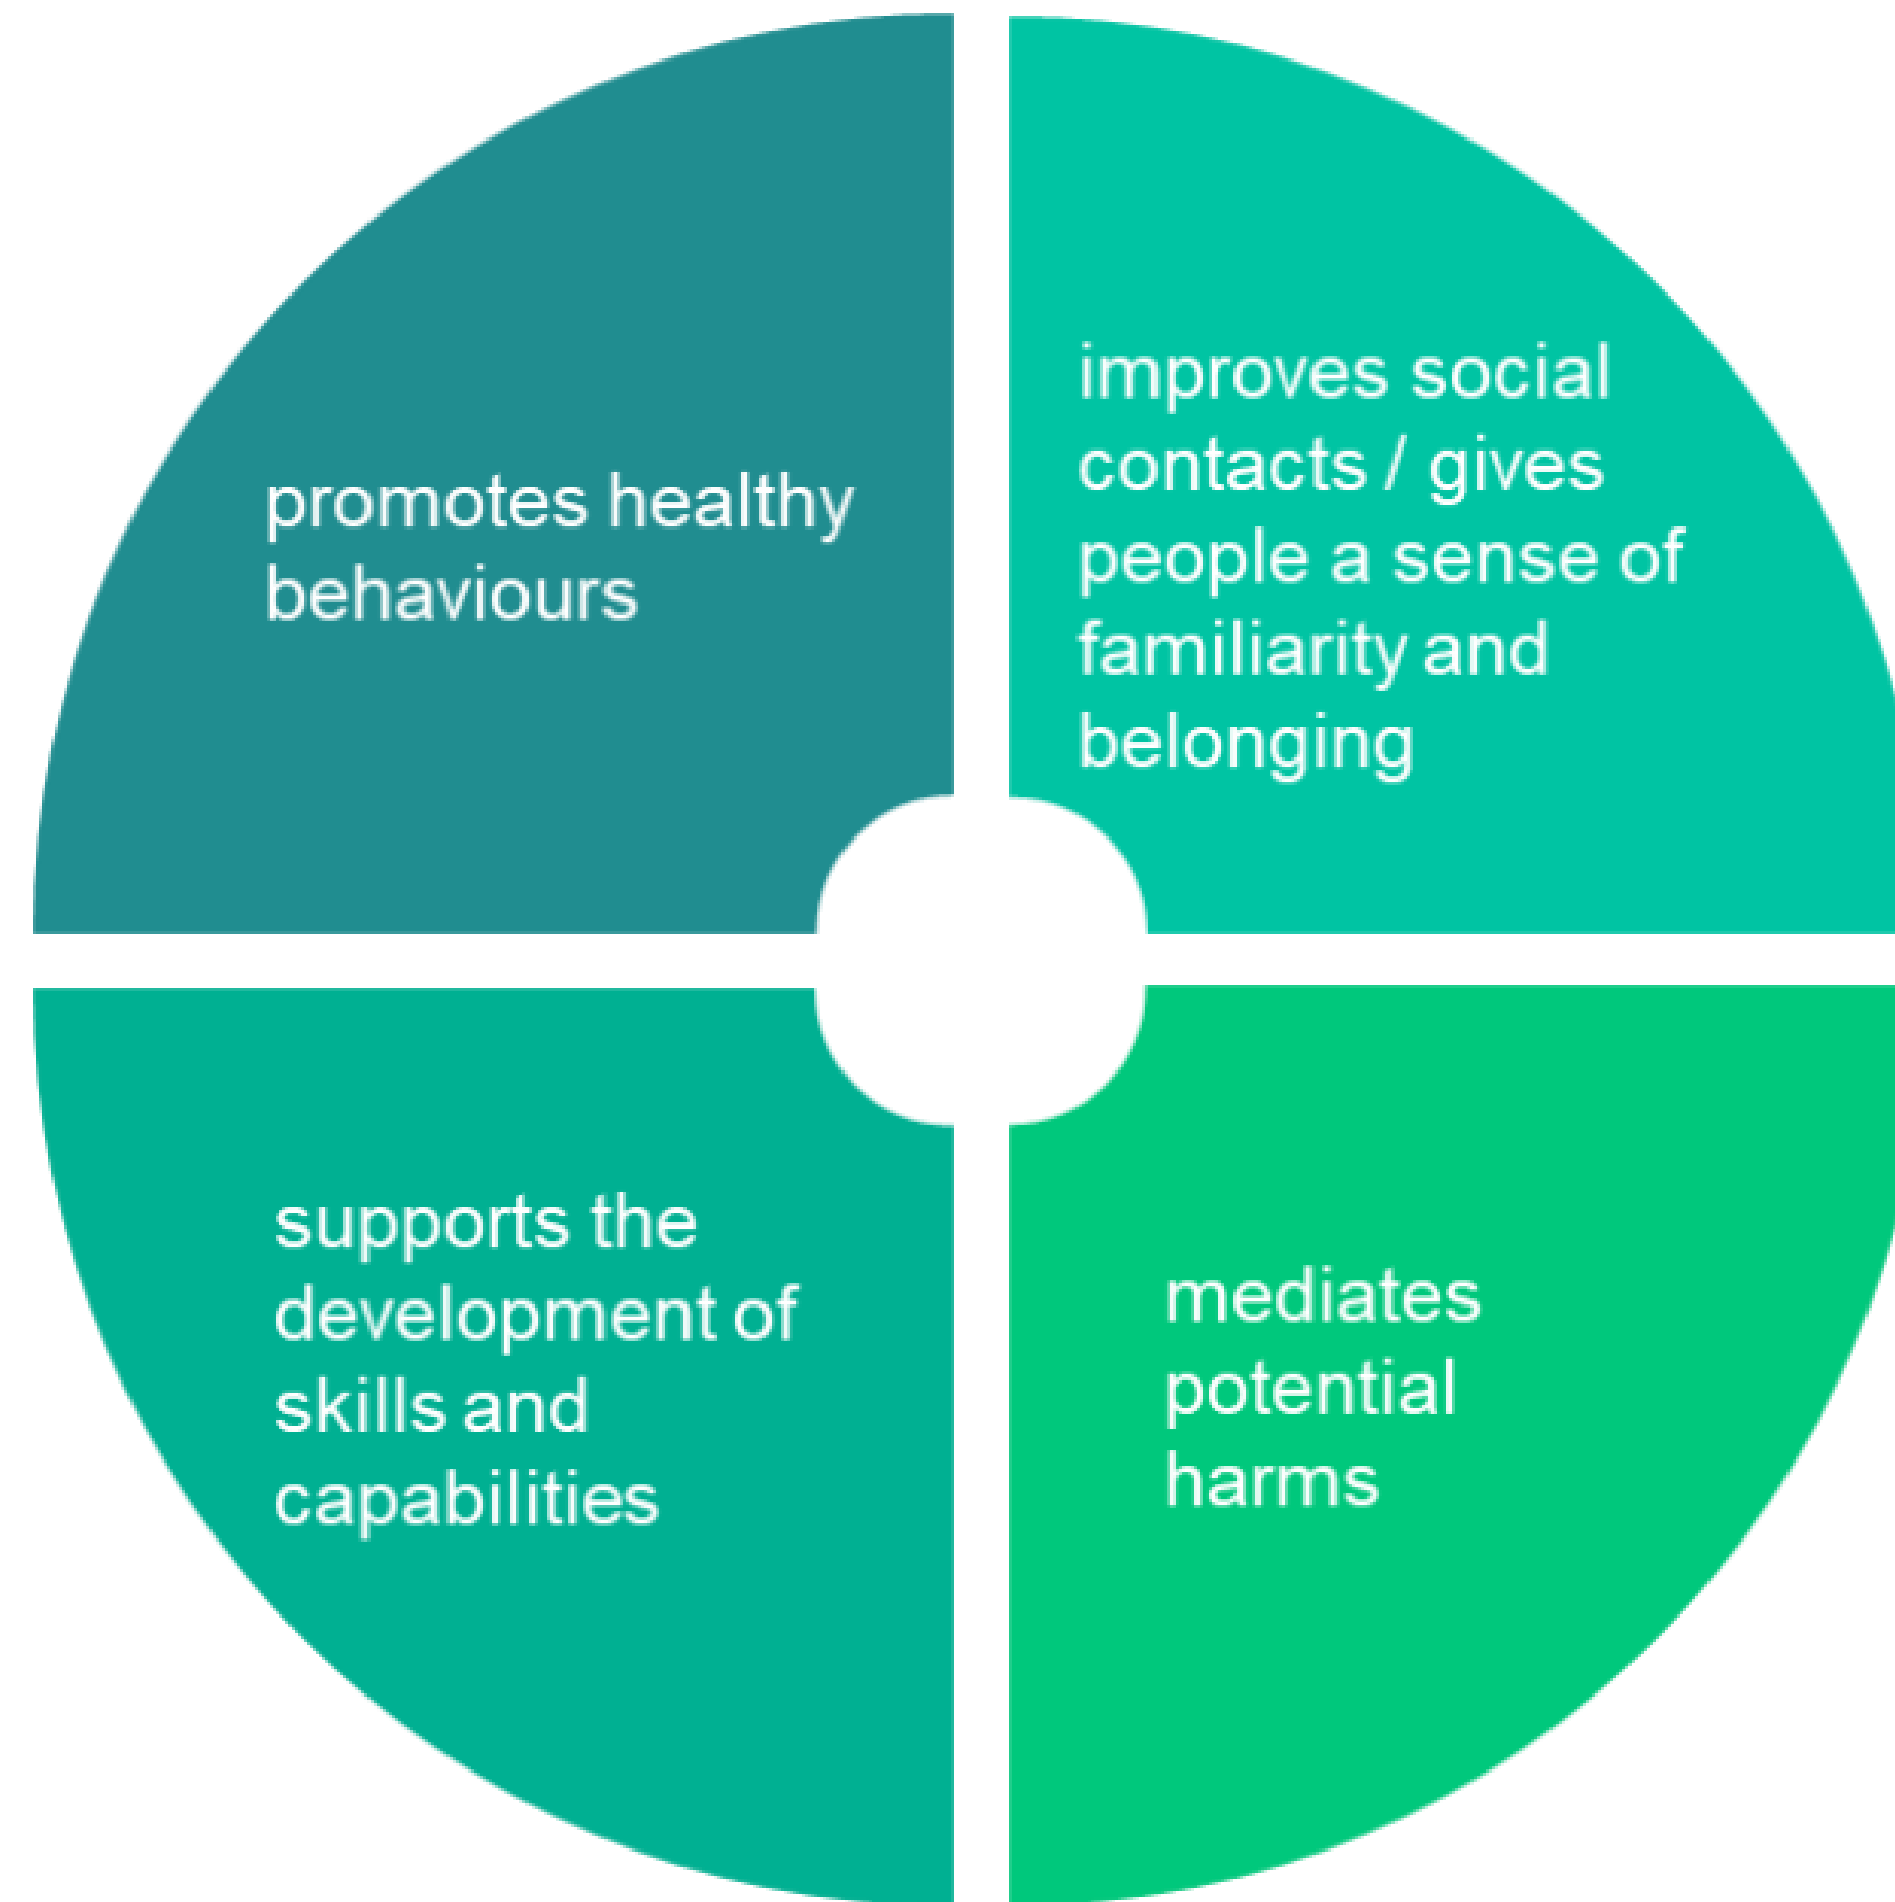 promotes healthy
behaviours
improves social
contacts / gives
people a sense of
familiarity and
belonging
supports the
development of
skills and
capabilities
mediates
potential
harms